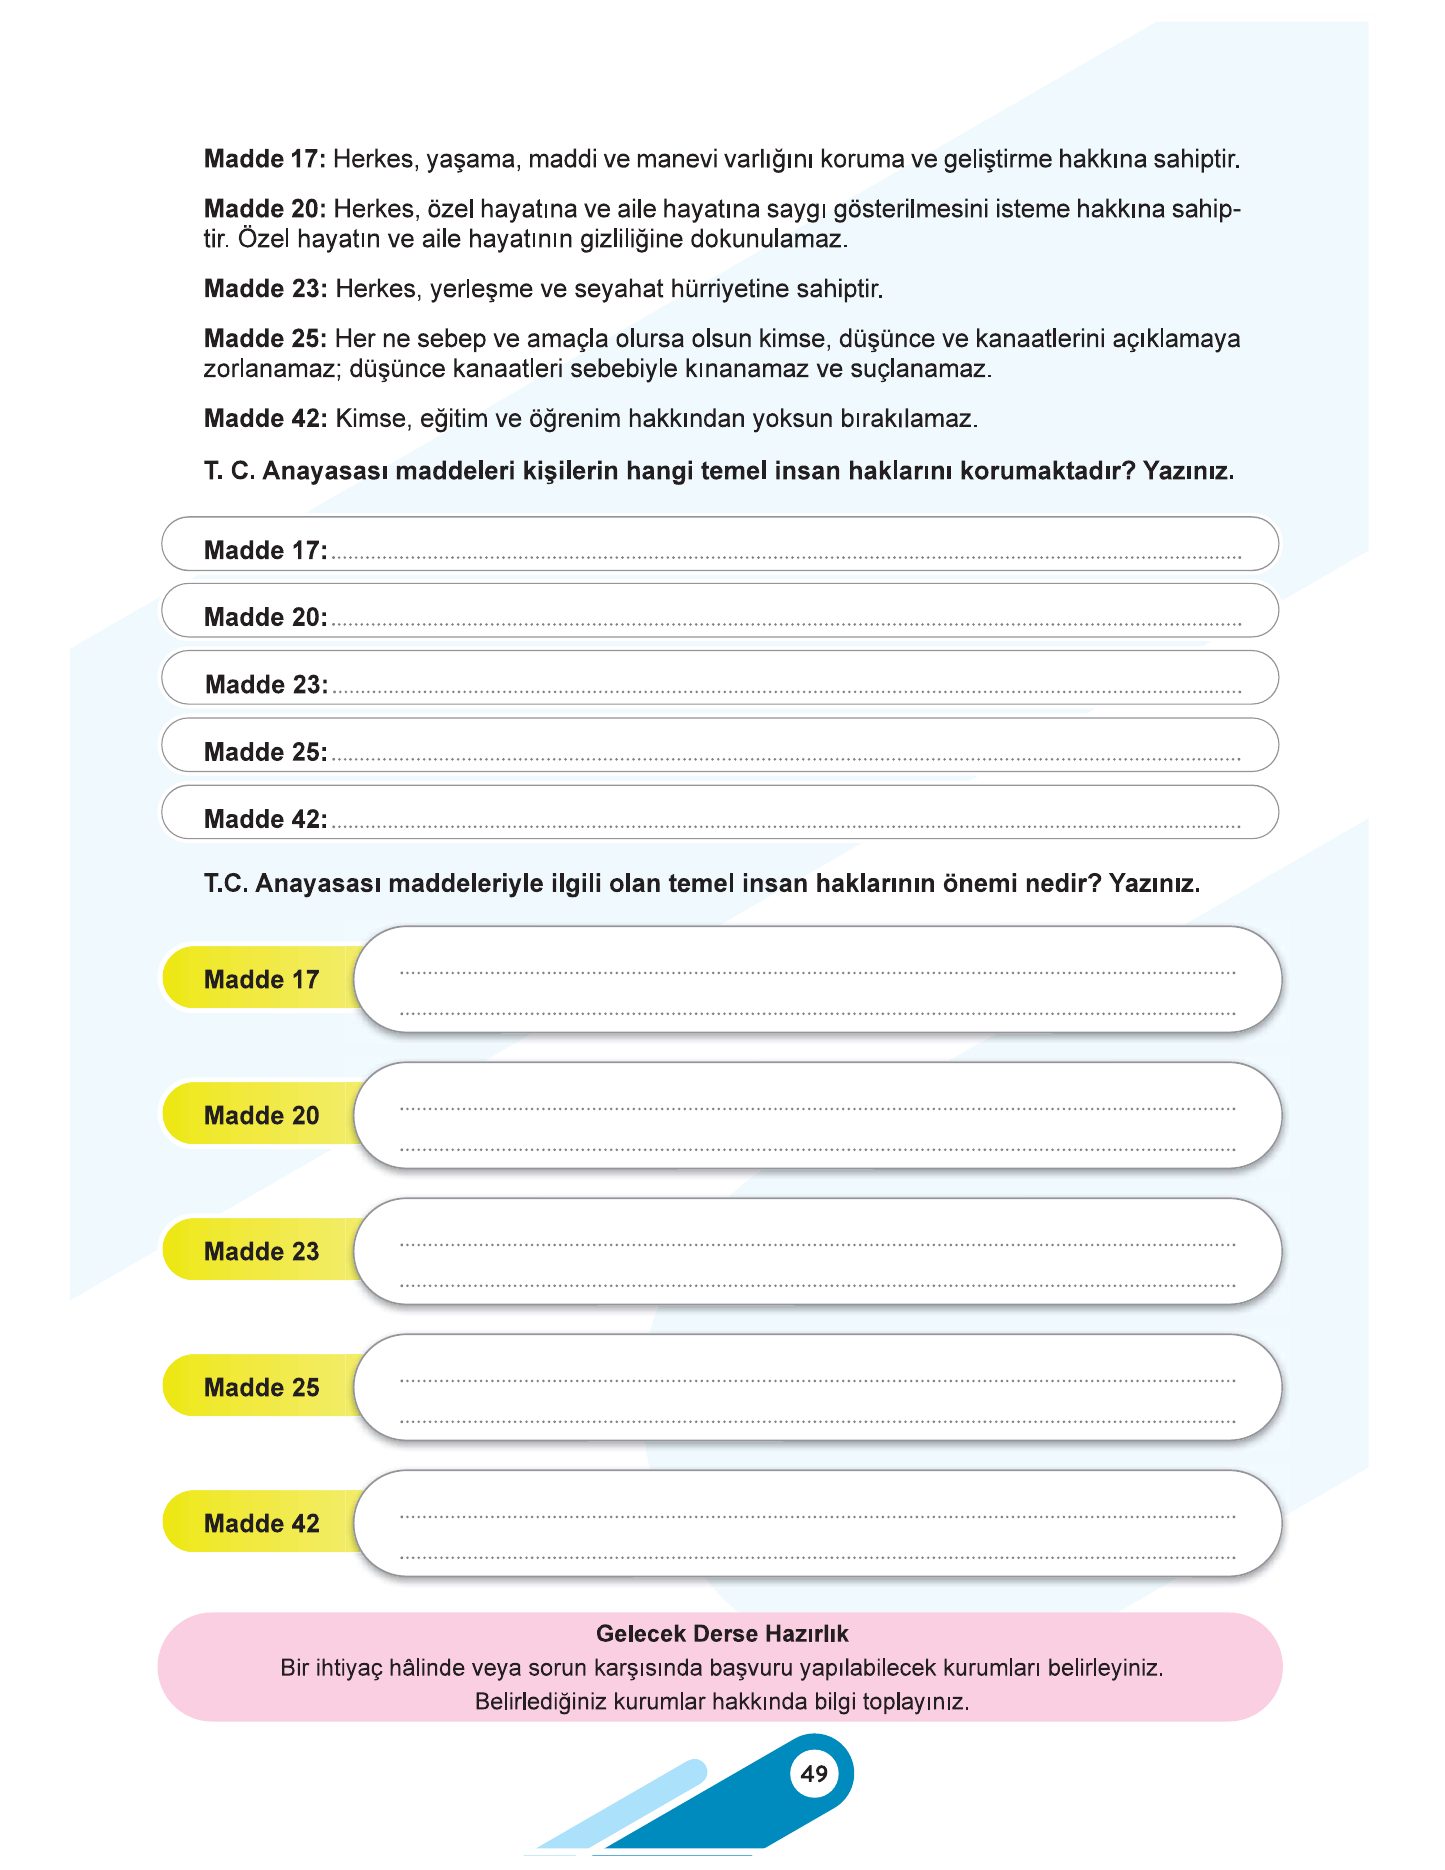 Madde 17: Herkes, yaşama, maddi ve manevi varlığını koruma ve geliştirme hakkına sahiptir.
Madde 20: Herkes, özel hayatına ve aile hayatına saygı gösterilmesini isteme hakkına sahip-
tir. Özel hayatın ve aile hayatının gizliliğine dokunulamaz.
Madde 23: Herkes, yerleşme ve seyahat hürriyetine sahiptir.
Madde 25: Her ne sebep ve amaçla olursa olsun kimse, düşünce ve kanaatlerini açıklamaya
zorlanamaz; düşünce kanaatleri sebebiyle kınanamaz ve suçlanamaz.
Madde 42: Kimse, eğitim ve öğrenim hakkından yoksun bırakılamaz.
T. C. Anayasası maddeleri kişilerin hangi temel insan haklarını korumaktadır? Yazınız.
Madde 17:
Madde 20:
Madde 23:
Madde 25:
Madde 42:
T.C. Anayasası maddeleriyle ilgili olan temel insan haklarının önemi nedir? Yazınız.
Madde 17
Madde 20
Madde 23
Madde 25
Madde 42
Gelecek Derse Hazırlık
Bir ihtiyaç hâlinde veya sorun karşısında başvuru yapılabilecek kurumları belirleyiniz.
Belirlediğiniz kurumlar hakkında bilgi toplayınız.
49